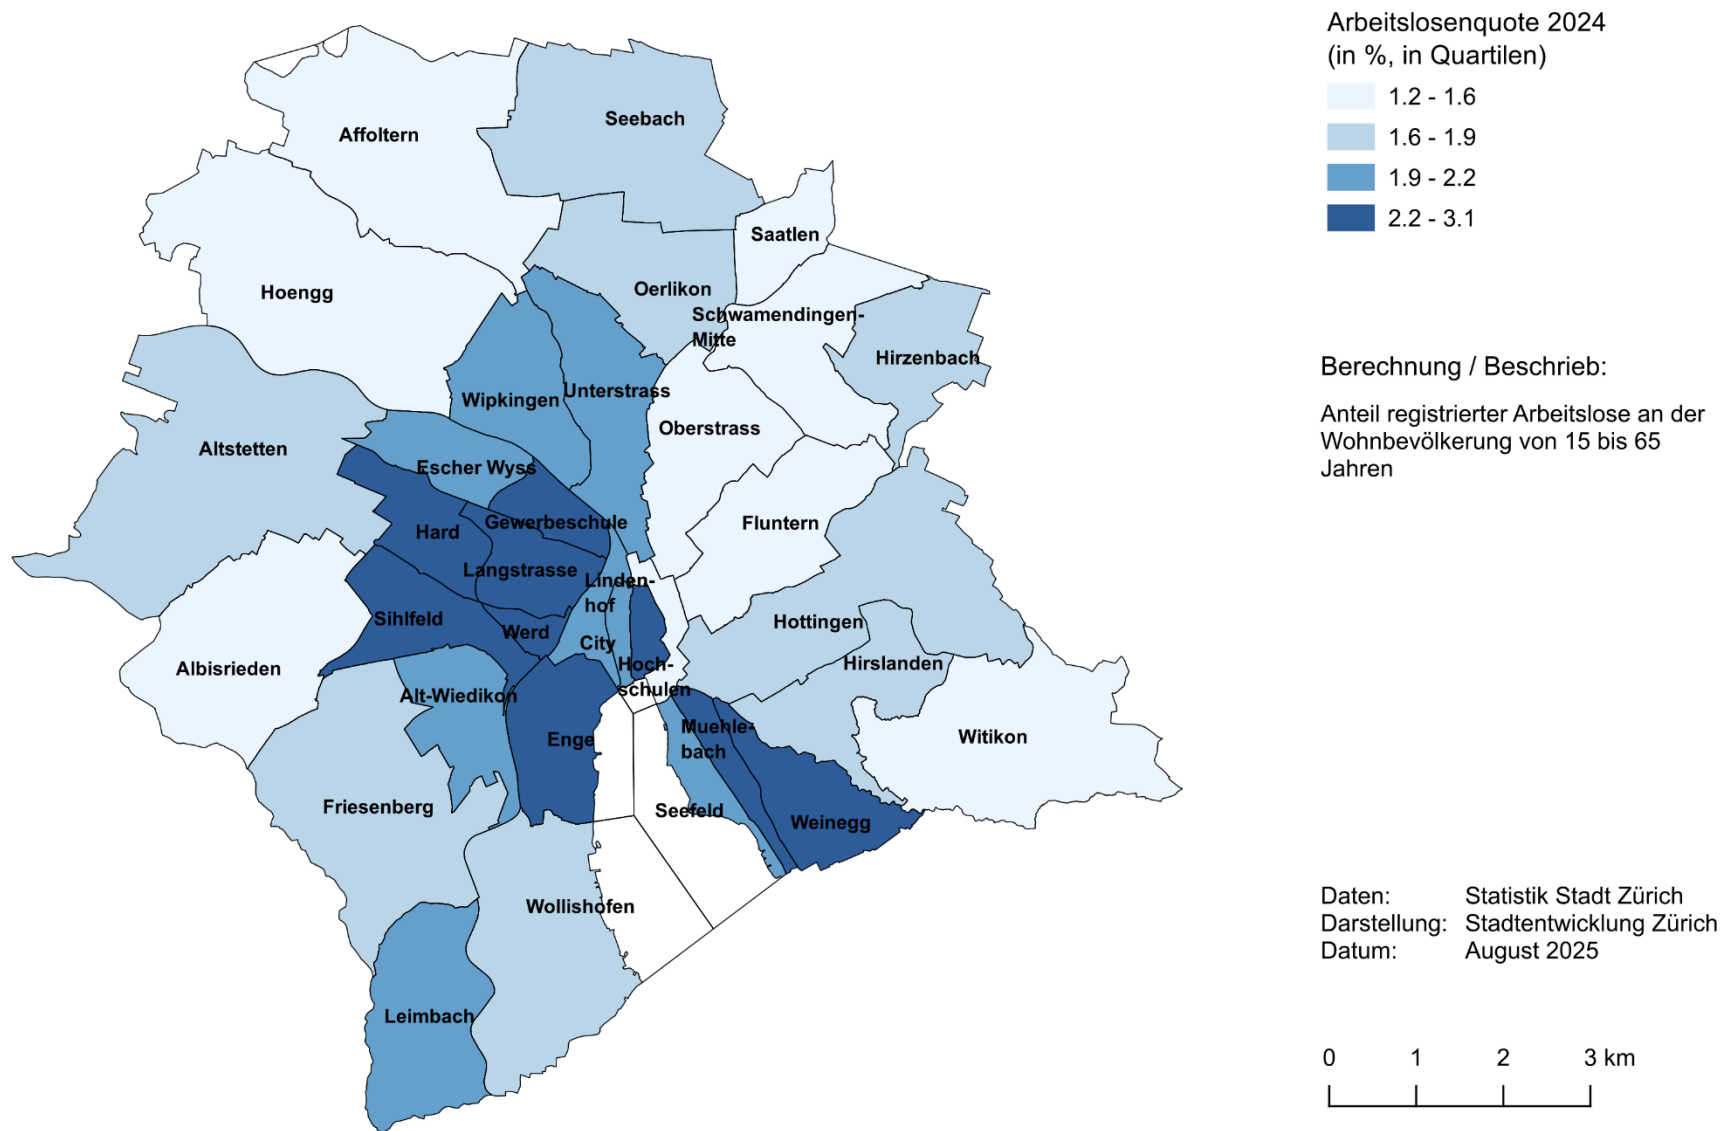 Arbeitslosenquote 2024
(in %, in Quartilen)
1.2 - 1.6
1.6 - 1.9
1.9 - 2.2
2.2 - 3.1
Affoltern
Seebach
Saatlen
Hoengg
Oerlikon
Schwamendingen-
Mitte
Hirzenbach
Wipkingen
Unterstrass
Oberstrass
Altstetten
Escher Wyss
Gewerbeschule
Hard
Fluntern
Langstrasse
Linden-
hof
Sihlfeld
Werd
City
Hottingen
Hirslanden
Albisrieden
Hoch-
schulen
Alt-Wiedikon
Enge
Muehle-
bach
Witikon
Friesenberg
Seefeld
Weinegg
Wollishofen
Leimbach
Berechnung / Beschrieb:
Anteil registrierter Arbeitslose an der
Wohnbevölkerung von 15 bis 65
Jahren
Daten: Statistik Stadt Zürich
Darstellung: Stadtentwicklung Zürich
Datum: August 2025
0 1 2 3 km